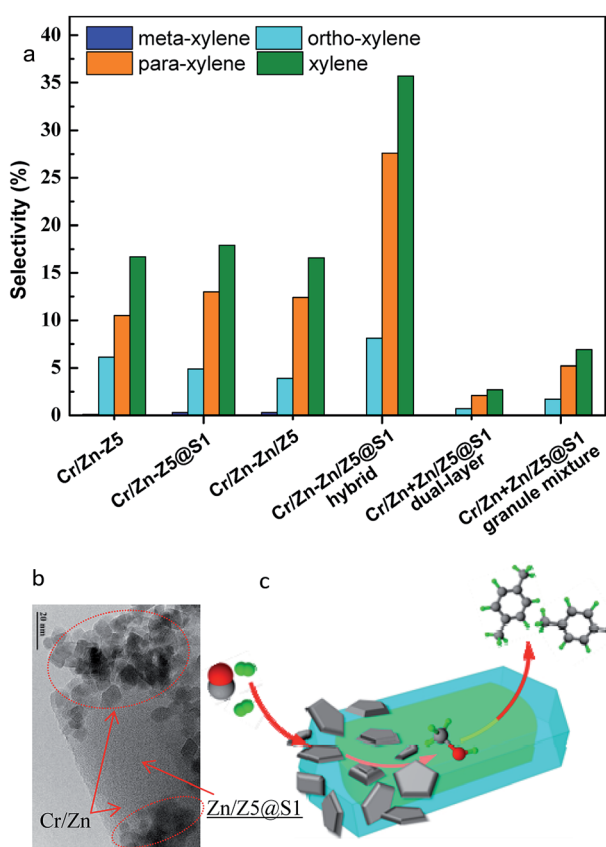 a
meta-xylene
ortho-xylene
para-xylene
xylene
Selectivity (%)
40
35
30
25
20
15
10
5
0
Cr/Zn-Z5
Cr/Zn-Z5@S1
Cr/Zn-Zn/Z5
Cr/Zn-Zn/Z5@S1
hybrid
Cr/Zn+Zn/Z5@S1
dual-layer
Cr/Zn+Zn/Z5@S1
granule mixture
b
20 nm
Cr/Zn
Zn/Z5@S1
c